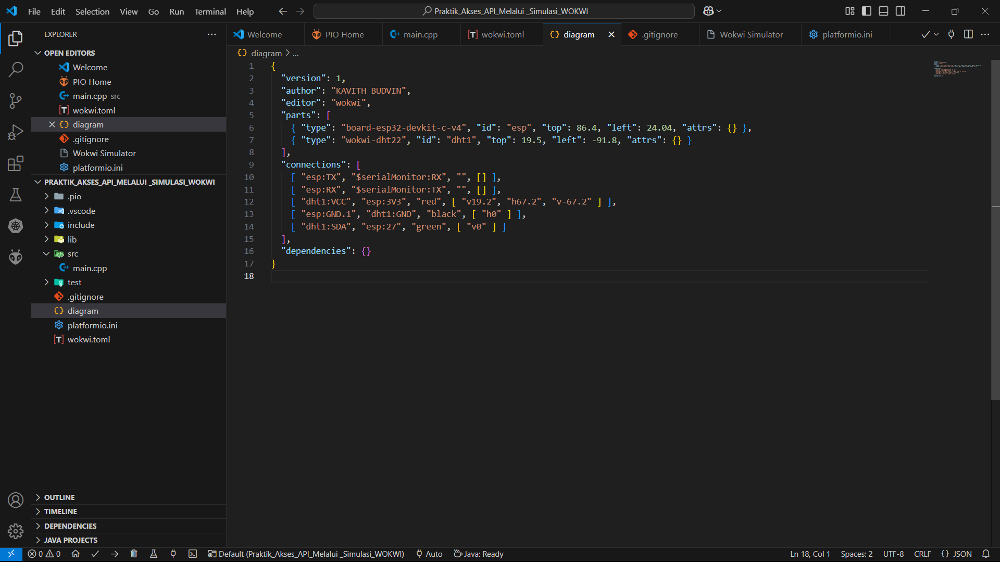 File Edit Selection View Go Run Terminal Help
Praktik_Akses_API_Melalui _Simulasi_WOKWI
EXPLORER
OPEN EDITORS
Welcome
PIO Home
main.cpp src
wokwi.toml
diagram
.gitignore
Wokwi Simulator
platformio.ini
PRAKTIK_AKSES_API_MELALUI _SIMULASI_WOKWI
.pio
.vscode
include
lib
src
main.cpp
test
.gitignore
diagram
platformio.ini
wokwi.toml
OUTLINE
TIMELINE
DEPENDENCIES
JAVA PROJECTS
Welcome PIO Home main.cpp wokwi.toml diagram .gitignore Wokwi Simulator platformio.ini
diagram > ...
1 {
2 "version": 1,
3 "author": "KAVITH BUDVIN",
4 "editor": "wokwi",
5 "parts": [
6 { "type": "board-esp32-devkit-c-v4", "id": "esp", "top": 86.4, "left": 24.04, "attrs": {} },
7 { "type": "wokwi-dht22", "id": "dht1", "top": 19.5, "left": -91.8, "attrs": {} }
8 ],
9 "connections": [
10 [ "esp:TX", "$serialMonitor:RX", "", [] ],
11 [ "esp:RX", "$serialMonitor:TX", "", [] ],
12 [ "dht1:VCC", "esp:3V3", "red", [ "v19.2", "h67.2", "v-67.2" ] ],
13 [ "esp:GND.1", "dht1:GND", "black", [ "h0" ] ],
14 [ "dht1:SDA", "esp:27", "green", [ "v0" ] ]
15 ],
16 "dependencies": {}
17 }
18
0 0 Default (Praktik_Akses_API_Melalui _Simulasi_WOKWI) Auto Java: Ready Ln 18, Col 1 Spaces: 2 UTF-8 CRLF {} JSON